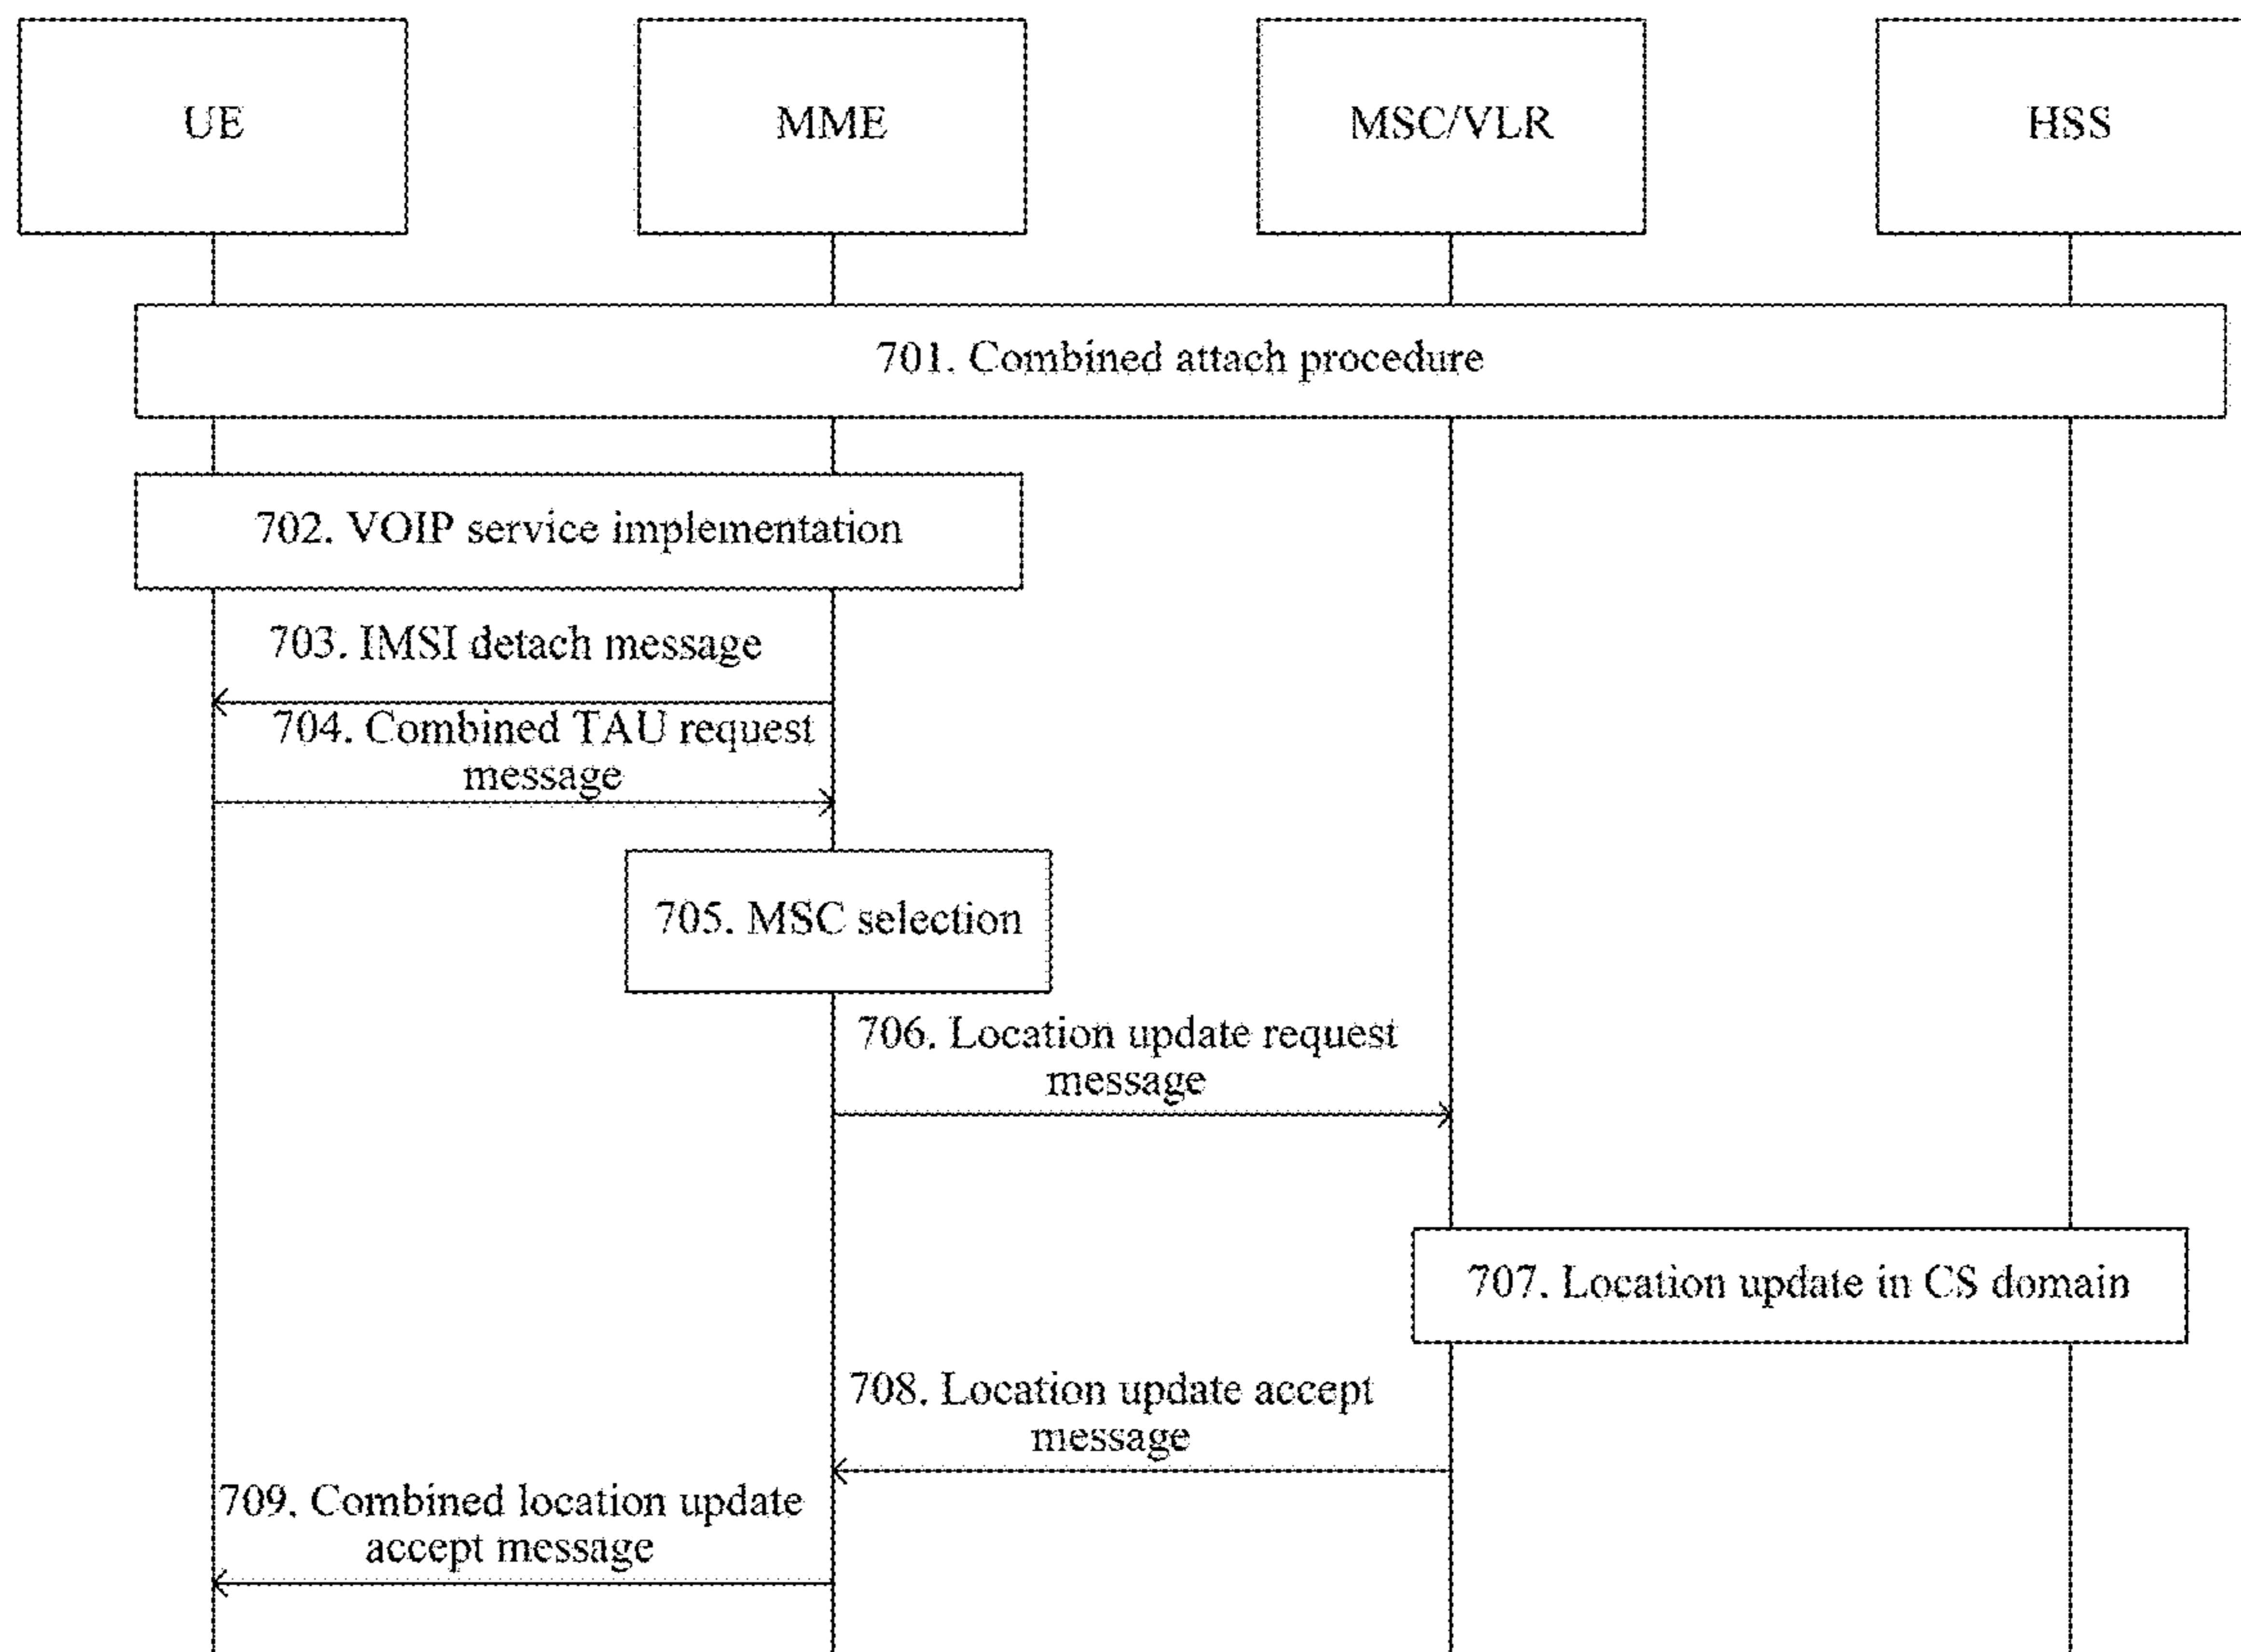 UE
MME
MSC/VLR
HSS
701. Combined attach procedure
702. VOIP service implementation
703. IMSI detach message
704. Combined TAU request
message
705. MSC selection
706. Location update request
message
707. Location update in CS domain
708. Location update accept
message
709. Combined location update
accept message